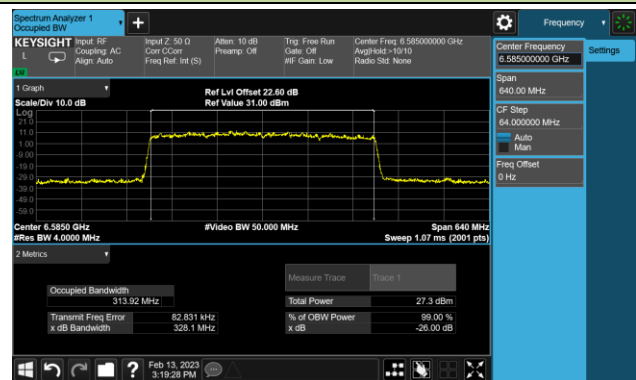 Spectrum Analyzer 1
Occupied BW
Frequency
KEYSIGHT Input: RF Input Z: 50 Ω Atten: 10 dB Trig: Free Run Center Freq: 6.585000000 GHz
L Coupling: AC Corr CCorr Preamp: Off Gate: Off Avg|Hold:>10/10
Align: Auto Freq Ref: Int (S) #IF Gain: Low Radio Std: None
Center Frequency
6.585000000 GHz
Settings
Span
640.00 MHz
CF Step
64.000000 MHz
Auto
Man
Freq Offset
0 Hz
1 Graph
Ref Lvl Offset 22.60 dB
Scale/Div 10.0 dB Ref Value 31.00 dBm
Log
21.0
11.0
1.00
-9.00
-19.0
-29.0
-39.0
-49.0
-59.0
Center 6.5850 GHz #Video BW 50.000 MHz Span 640 MHz
#Res BW 4.0000 MHz Sweep 1.07 ms (2001 pts)
2 Metrics
Measure Trace Trace 1
Occupied Bandwidth
313.92 MHz Total Power 27.3 dBm
Transmit Freq Error 82.831 kHz % of OBW Power 99.00 %
x dB Bandwidth 328.1 MHz x dB -26.00 dB
Feb 13, 2023
3:19:28 PM